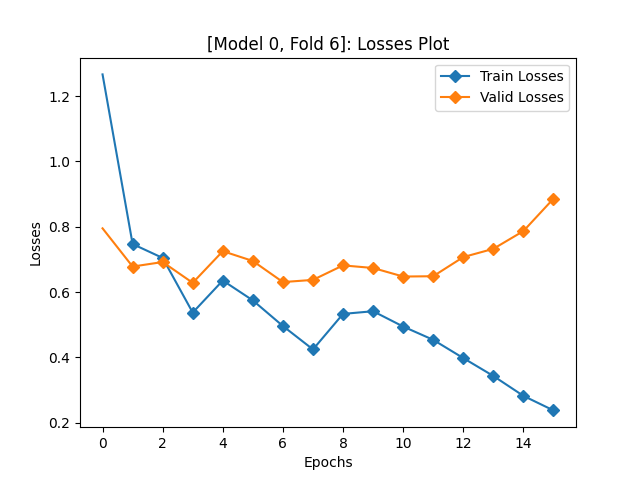 [Model 0, Fold 6]: Losses Plot
Train Losses
Valid Losses
1.2
1.0
0.8
0.6
0.4
0.2
Losses
0 2 4 6 8 10 12 14
Epochs